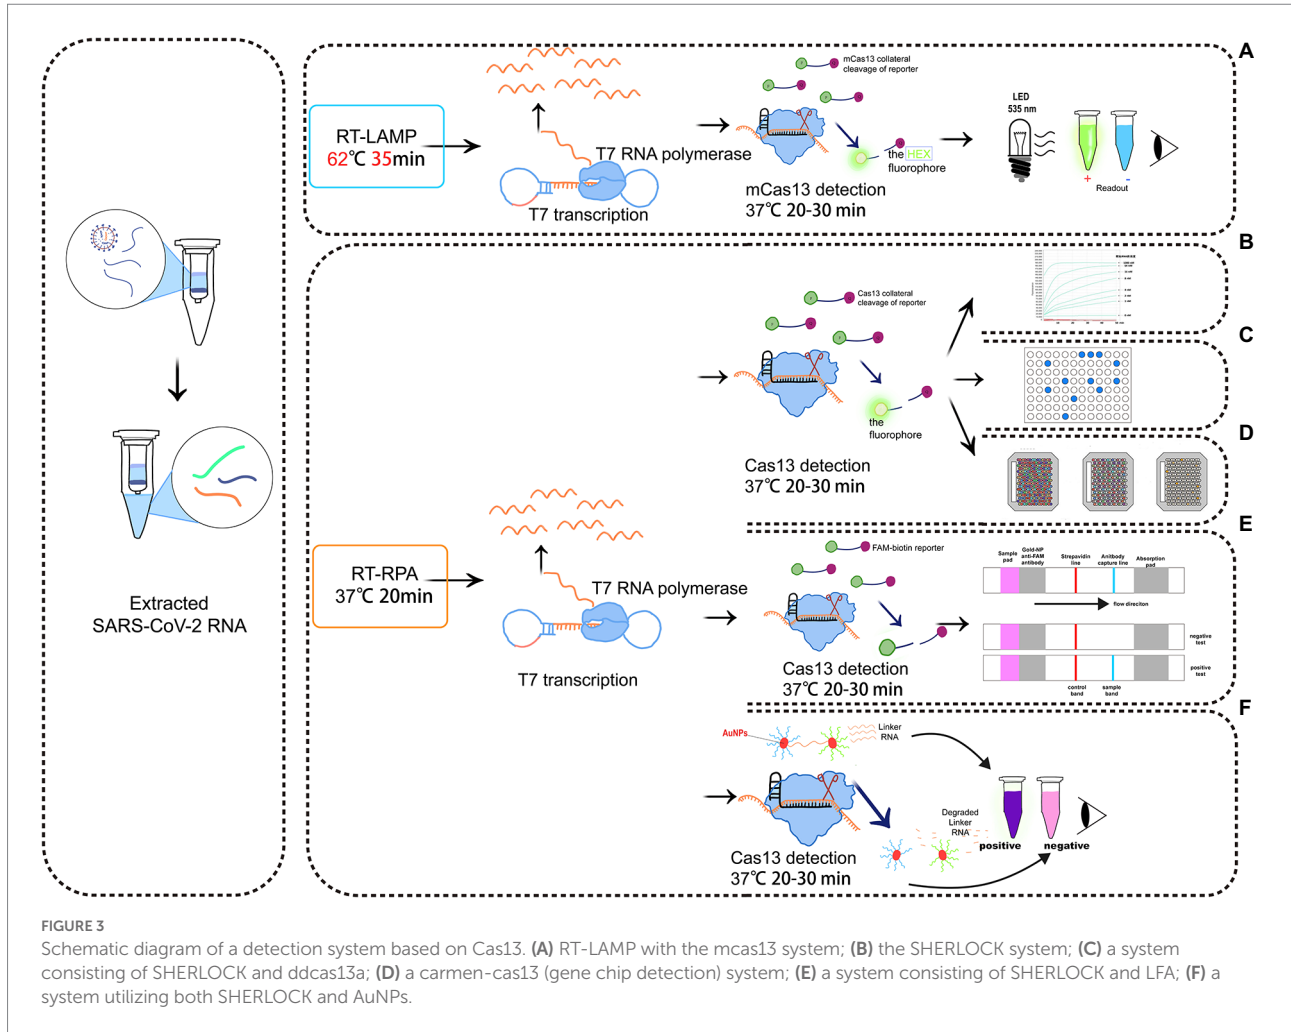 A
mCas13 collateral
cleavage of reporter
RT-LAMP
62℃ 35min
T7 RNA polymerase
T7 transcription
the HEX
fluorophore
mCas13 detection
37℃ 20-30 min
LED
535 nm
+
-
Readout
B
Cas13 collateral
cleavage of reporter
C
the
fluorophore
D
Cas13 detection
37℃ 20-30 min
Extracted
SARS-CoV-2 RNA
RT-RPA
37℃ 20min
T7 RNA polymerase
T7 transcription
E
FAM-biotin reporter
Cas13 detection
37℃ 20-30 min
Sample
pad
Gold-NP
anti-FAM
antibody
Strepavidin
line
Anitbody
capture line
Absorption
pad
flow direciton
negative
test
positive
test
control
band
sample
band
F
AuNPs
Linker
RNA
Degraded
Linker
RNA
positive
negative
Cas13 detection
37℃ 20-30 min
FIGURE 3
Schematic diagram of a detection system based on Cas13. (A) RT-LAMP with the mcas13 system; (B) the SHERLOCK system; (C) a system
consisting of SHERLOCK and ddcas13a; (D) a carmen-cas13 (gene chip detection) system; (E) a system consisting of SHERLOCK and LFA; (F) a
system utilizing both SHERLOCK and AuNPs.